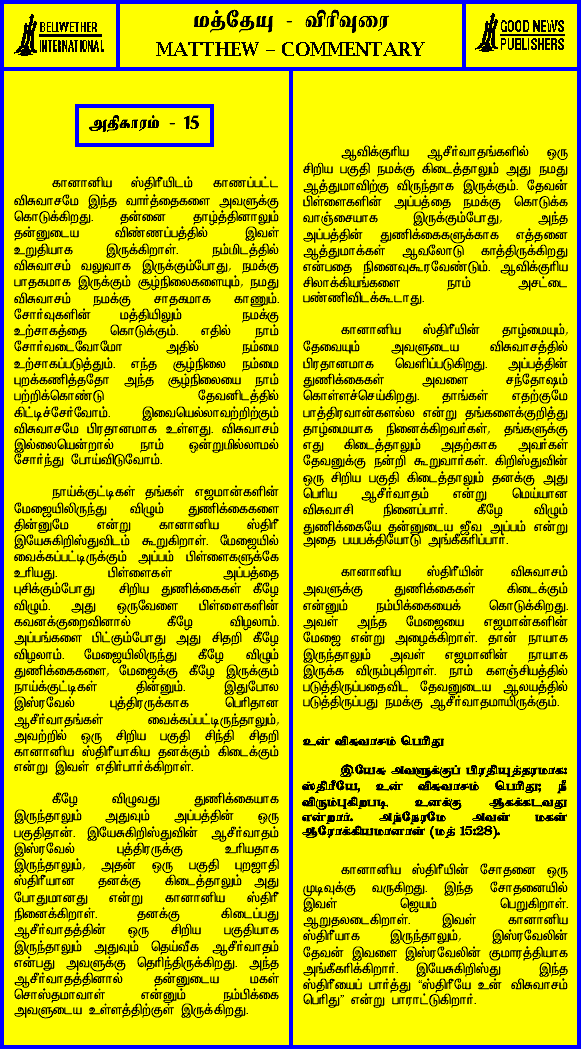 BELLWETHER
INTERNATIONAL
மத்தேயு - விரிவுரை
MATTHEW – COMMENTARY
GOOD NEWS
PUBLISHERS
அதிகாரம் - 15
கானானிய ஸ்திரீயிடம் காணப்பட்ட
விசுவாசமே இந்த வார்த்தைகளை அவளுக்கு
கொடுக்கிறது. தன்னை தாழ்த்தினாலும்
தன்னுடைய விண்ணப்பத்தில் இவள்
உறுதியாக இருக்கிறாள். நம்மிடத்தில்
விசுவாசம் வலுவாக இருக்கும்போது, நமக்கு
பாதகமாக இருக்கும் சூழ்நிலைகளையும், நமது
விசுவாசம் நமக்கு சாதகமாக காணும்.
சோர்வுகளின் மத்தியிலும் நமக்கு
உற்சாகத்தை கொடுக்கும். எதில் நாம்
சோர்வடைவோமோ அதில் நம்மை
உற்சாகப்படுத்தும். எந்த சூழ்நிலை நம்மை
புறக்கணித்ததோ அந்த சூழ்நிலையை நாம்
பற்றிக்கொண்டு தேவனிடத்தில்
கிட்டிச்சேர்வோம். இவையெல்லாவற்றிற்கும்
விசுவாசமே பிரதானமாக உள்ளது. விசுவாசம்
இல்லையென்றால் நாம் ஒன்றுமில்லாமல்
சோர்ந்து போய்விடுவோம்.
நாய்க்குட்டிகள் தங்கள் எஜமான்களின்
மேஜையிலிருந்து விழும் துணிக்கைகளை
தின்னுமே என்று கானானிய ஸ்திரீ
இயேசுகிறிஸ்துவிடம் கூறுகிறாள். மேஜையில்
வைக்கப்பட்டிருக்கும் அப்பம் பிள்ளைகளுக்கே
உரியது. பிள்ளைகள் அப்பத்தை
புசிக்கும்போது சிறிய துணிக்கைகள் கீழே
விழும். அது ஒருவேளை பிள்ளைகளின்
கவனக்குறைவினால் கீழே விழலாம்.
அப்பங்களை பிட்கும்போது அது சிதறி கீழே
விழலாம். மேஜையிலிருந்து கீழே விழும்
துணிக்கைகளை, மேஜைக்கு கீழே இருக்கும்
நாய்க்குட்டிகள் தின்னும். இதுபோல
இஸ்ரவேல் புத்திரருக்காக பெரிதான
ஆசீர்வாதங்கள் வைக்கப்பட்டிருந்தாலும்,
அவற்றில் ஒரு சிறிய பகுதி சிந்தி சிதறி
கானானிய ஸ்திரீயாகிய தனக்கும் கிடைக்கும்
என்று இவள் எதிர்பார்க்கிறாள்.
கீழே விழுவது துணிக்கையாக
இருந்தாலும் அதுவும் அப்பத்தின் ஒரு
பகுதிதான். இயேசுகிறிஸ்துவின் ஆசீர்வாதம்
இஸ்ரவேல் புத்திரருக்கு உரியதாக
இருந்தாலும், அதன் ஒரு பகுதி புறஜாதி
ஸ்திரீயான தனக்கு கிடைத்தாலும் அது
போதுமானது என்று கானானிய ஸ்திரீ
நினைக்கிறாள். தனக்கு கிடைப்பது
ஆசீர்வாதத்தின் ஒரு சிறிய பகுதியாக
இருந்தாலும் அதுவும் தெய்வீக ஆசீர்வாதம்
என்பது அவளுக்கு தெரிந்திருக்கிறது. அந்த
ஆசீர்வாதத்தினால் தன்னுடைய மகள்
சொஸ்தமாவாள் என்னும் நம்பிக்கை
அவளுடைய உள்ளத்திற்குள் இருக்கிறது.
ஆவிக்குரிய ஆசீர்வாதங்களில் ஒரு
சிறிய பகுதி நமக்கு கிடைத்தாலும் அது நமது
ஆத்துமாவிற்கு விருந்தாக இருக்கும். தேவன்
பிள்ளைகளின் அப்பத்தை நமக்கு கொடுக்க
வாஞ்சையாக இருக்கும்போது, அந்த
அப்பத்தின் துணிக்கைகளுக்காக எத்தனை
ஆத்துமாக்கள் ஆவலோடு காத்திருக்கிறது
என்பதை நினைவுகூரவேண்டும். ஆவிக்குரிய
சிலாக்கியங்களை நாம் அசட்டை
பண்ணிவிடக்கூடாது.
கானானிய ஸ்திரீயின் தாழ்மையும்,
தேவையும் அவளுடைய விசுவாசத்தில்
பிரதானமாக வெளிப்படுகிறது. அப்பத்தின்
துணிக்கைகள் அவளை சந்தோஷம்
கொள்ளச்செய்கிறது. தாங்கள் எதற்குமே
பாத்திரவான்களல்ல என்று தங்களைக்குறித்து
தாழ்மையாக நினைக்கிறவர்கள், தங்களுக்கு
எது கிடைத்தாலும் அதற்காக அவர்கள்
தேவனுக்கு நன்றி கூறுவார்கள். கிறிஸ்துவின்
ஒரு சிறிய பகுதி கிடைத்தாலும் தனக்கு அது
பெரிய ஆசீர்வாதம் என்று மெய்யான
விசுவாசி நினைப்பார். கீழே விழும்
துணிக்கையே தன்னுடைய ஜீவ அப்பம் என்று
அதை பயபக்தியோடு அங்கீகரிப்பார்.
கானானிய ஸ்திரீயின் விசுவாசம்
அவளுக்கு துணிக்கைகள் கிடைக்கும்
என்னும் நம்பிக்கையைக் கொடுக்கிறது.
அவள் அந்த மேஜையை எஜமான்களின்
மேஜை என்று அழைக்கிறாள். தான் நாயாக
இருந்தாலும் அவள் எஜமானின் நாயாக
இருக்க விரும்புகிறாள். நாம் களஞ்சியத்தில்
படுத்திருப்பதைவிட தேவனுடைய ஆலயத்தில்
படுத்திருப்பது நமக்கு ஆசீர்வாதமாயிருக்கும்.
உன் விசுவாசம் பெரிது
இயேசு அவளுக்குப் பிரதியுத்தரமாக:
ஸ்திரீயே, உன் விசுவாசம் பெரிது; நீ
விரும்புகிறபடி உனக்கு ஆகக்கடவது
என்றார். அந்நேரமே அவள் மகள்
ஆரோக்கியமானாள் (மத் 15:28).
கானானிய ஸ்திரீயின் சோதனை ஒரு
முடிவுக்கு வருகிறது. இந்த சோதனையில்
இவள் ஜெயம் பெறுகிறாள்.
ஆறுதலடைகிறாள். இவள் கானானிய
ஸ்திரீயாக இருந்தாலும், இஸ்ரவேலின்
தேவன் இவளை இஸ்ரவேலின் குமாரத்தியாக
அங்கீகரிக்கிறார். இயேசுகிறிஸ்து இந்த
ஸ்திரீயைப் பார்த்து “ஸ்திரீயே உன் விசுவாசம்
பெரிது” என்று பாராட்டுகிறார்.